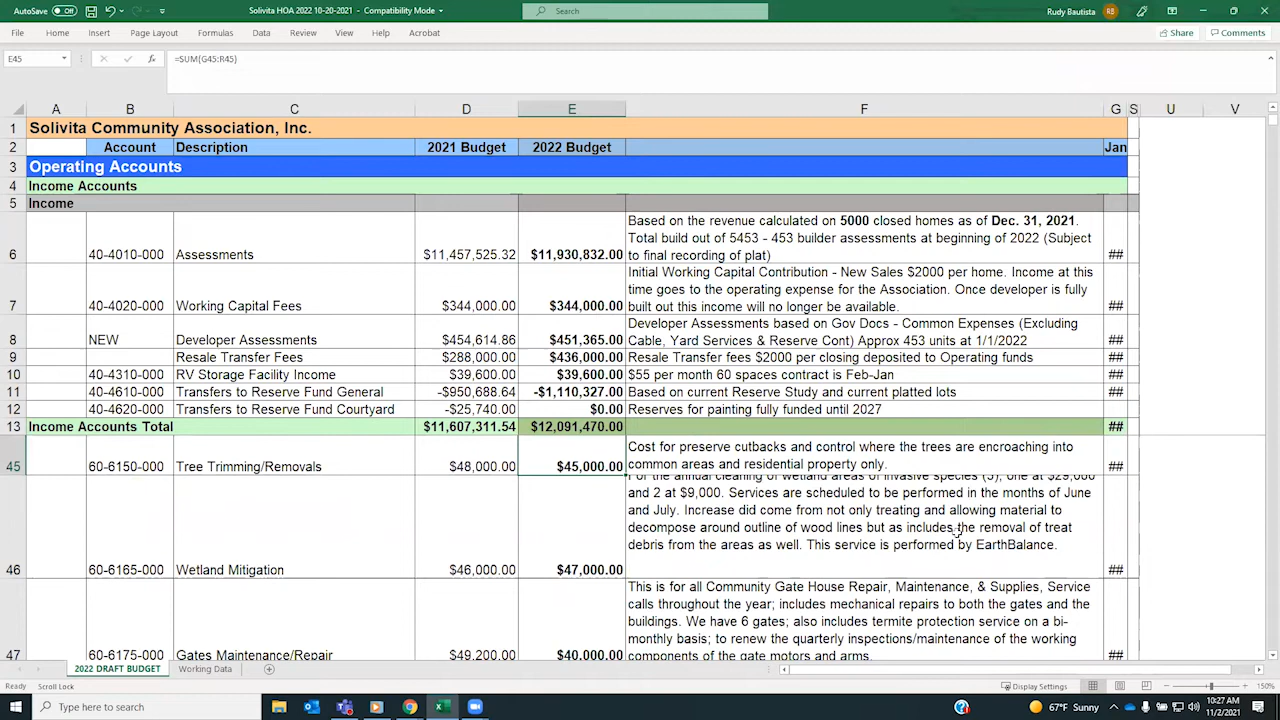 AutoSave Off Solivita HOA 2022 10-20-2021 - Compatibility Mode Search Rudy Bautista RB
File Home Insert Page Layout Formulas Data Review View Help Acrobat Share Comments
E45 fx =SUM(G45:R45)
A B C D E F G S U V
1 Solivita Community Association, Inc.
2 Account Description 2021 Budget 2022 Budget Jan
3 Operating Accounts
4 Income Accounts
5 Income
Based on the revenue calculated on 5000 closed homes as of Dec. 31, 2021.
Total build out of 5453 - 453 builder assessments at beginning of 2022 (Subject
6 40-4010-000 Assessments $11,457,525.32 $11,930,832.00 to final recording of plat) ##
Initial Working Capital Contribution - New Sales $2000 per home. Income at this
time goes to the operating expense for the Association. Once developer is fully
7 40-4020-000 Working Capital Fees $344,000.00 $344,000.00 built out this income will no longer be available. ##
Developer Assessments based on Gov Docs - Common Expenses (Excluding
8 NEW Developer Assessments $454,614.86 $451,365.00 Cable, Yard Services & Reserve Cont) Approx 453 units at 1/1/2022 ##
9 Resale Transfer Fees $288,000.00 $436,000.00 Resale Transfer fees $2000 per closing deposited to Operating funds ##
10 40-4310-000 RV Storage Facility Income $39,600.00 $39,600.00 $55 per month 60 spaces contract is Feb-Jan ##
11 40-4610-000 Transfers to Reserve Fund General -$950,688.64 -$1,110,327.00 Based on current Reserve Study and current platted lots ##
12 40-4620-000 Transfers to Reserve Fund Courtyard -$25,740.00 $0.00 Reserves for painting fully funded until 2027
13 Income Accounts Total $11,607,311.54 $12,091,470.00 ##
Cost for preserve cutbacks and control where the trees are encroaching into
45 60-6150-000 Tree Trimming/Removals $48,000.00 $45,000.00 common areas and residential property only. ##
For the annual clearing of wetland areas of invasive species (3), one at $29,000
and 2 at $9,000. Services are scheduled to be performed in the months of June
and July. Increase did come from not only treating and allowing material to
decompose around outline of wood lines but as includes the removal of treat
debris from the areas as well. This service is performed by EarthBalance.
46 60-6165-000 Wetland Mitigation $46,000.00 $47,000.00 ##
This is for all Community Gate House Repair, Maintenance, & Supplies, Service
calls throughout the year; includes mechanical repairs to both the gates and the
buildings. We have 6 gates; also includes termite protection service on a bi-
monthly basis; to renew the quarterly inspections/maintenance of the working
47 60-6175-000 Gates Maintenance/Repair $49,200.00 $40,000.00 components of the gate motors and arms. ##
2022 DRAFT BUDGET Working Data
Ready Scroll Lock Display Settings 150%
Type here to search 67°F Sunny 10:27 AM
11/2/2021